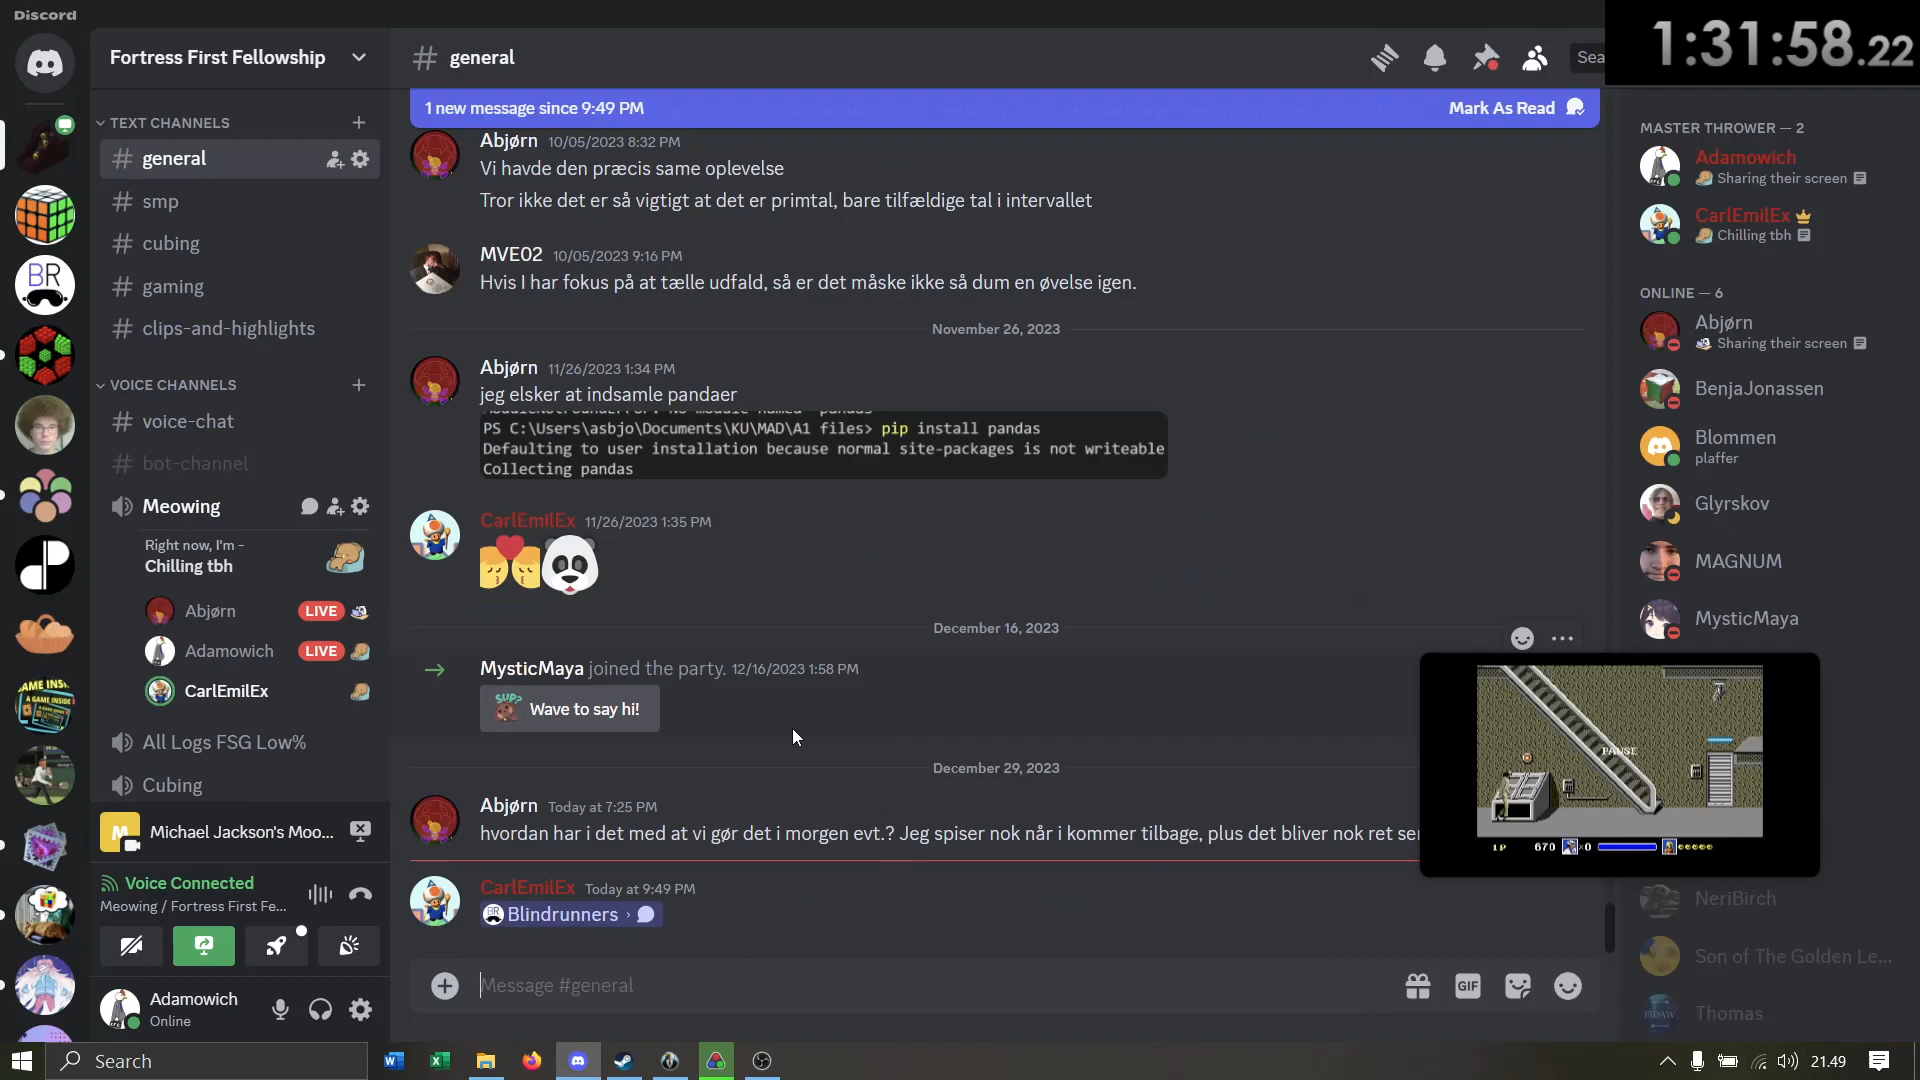 Discord
1:31:58.22
Fortress First Fellowship
general
Sea
1 new message since 9:49 PM
Mark As Read
TEXT CHANNELS
general
smp
cubing
gaming
clips-and-highlights
VOICE CHANNELS
voice-chat
bot-channel
Meowing
Right now, I'm -
Chilling tbh
Abjørn LIVE
Adamowich LIVE
CarlEmilEx
All Logs FSG Low%
Cubing
Michael Jackson's Moo...
Voice Connected
Meowing / Fortress First Fe...
Adamowich
Online
BR
GAME INSI
A GAME INSIDE
Abjørn 10/05/2023 8:32 PM
Vi havde den præcis same oplevelse
Tror ikke det er så vigtigt at det er primtal, bare tilfældige tal i intervallet
MVE02 10/05/2023 9:16 PM
Hvis I har fokus på at tælle udfald, så er det måske ikke så dum en øvelse igen.
November 26, 2023
Abjørn 11/26/2023 1:34 PM
jeg elsker at indsamle pandaer
PS C:\Users\asbjo\Documents\KU\MAD\A1 files> pip install pandas
Defaulting to user installation because normal site-packages is not writeable
Collecting pandas
CarlEmilEx 11/26/2023 1:35 PM
December 16, 2023
MysticMaya joined the party. 12/16/2023 1:58 PM
SUP?
Wave to say hi!
December 29, 2023
Abjørn Today at 7:25 PM
hvordan har i det med at vi gør det i morgen evt.? Jeg spiser nok når i kommer tilbage, plus det bliver nok ret ser
CarlEmilEx Today at 9:49 PM
BR Blindrunners ›
Message #general
GIF
MASTER THROWER — 2
Adamowich
Sharing their screen
CarlEmilEx
Chilling tbh
ONLINE — 6
Abjørn
Sharing their screen
BenjaJonassen
Blommen
plaffer
Glyrskov
MAGNUM
MysticMaya
PAUSE
1P 670 ×0
NeriBirch
Son of The Golden Le...
Thomas
Search
21.49